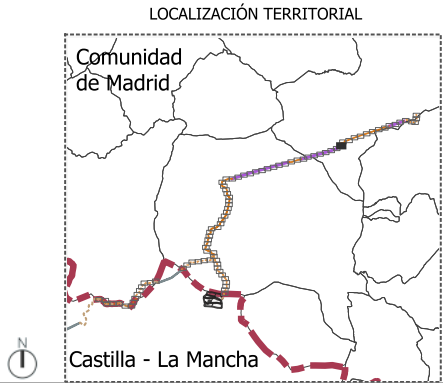 LOCALIZACIÓN TERRITORIAL
Comunidad
de Madrid
N
Castilla - La Mancha